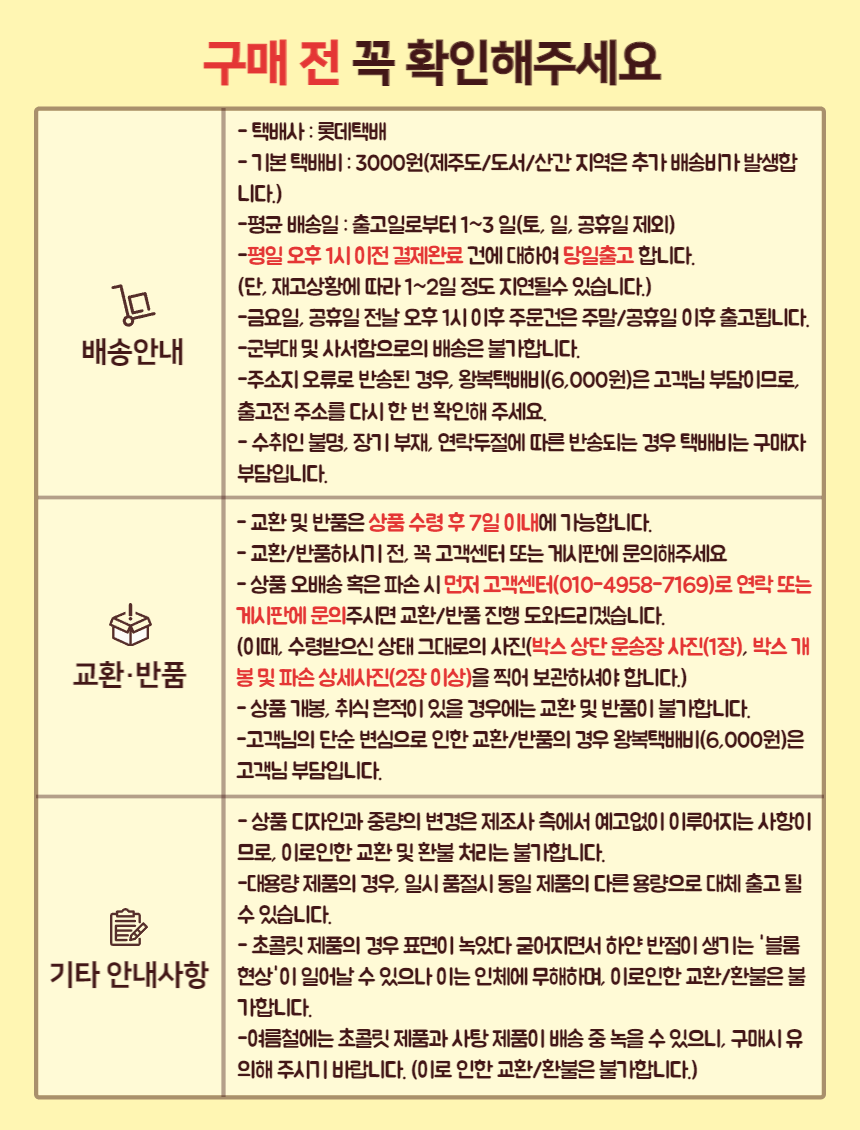 구매 전 꼭 확인해주세요
배송안내
- 택배사 : 롯데택배
- 기본 택배비 : 3000원(제주도/도서/산간 지역은 추가 배송비가 발생합
니다.)
-평균 배송일 : 출고일로부터 1~3 일(토, 일, 공휴일 제외)
-평일 오후 1시 이전 결제완료 건에 대하여 당일출고 합니다.
(단, 재고상황에 따라 1~2일 정도 지연될수 있습니다.)
-금요일, 공휴일 전날 오후 1시 이후 주문건은 주말/공휴일 이후 출고됩니다.
-군부대 및 사서함으로의 배송은 불가합니다.
-주소지 오류로 반송된 경우, 왕복택배비(6,000원)은 고객님 부담이므로,
출고전 주소를 다시 한 번 확인해 주세요.
- 수취인 불명, 장기 부재, 연락두절에 따른 반송되는 경우 택배비는 구매자
부담입니다.
교환·반품
- 교환 및 반품은 상품 수령 후 7일 이내에 가능합니다.
- 교환/반품하시기 전, 꼭 고객센터 또는 게시판에 문의해주세요
- 상품 오배송 혹은 파손 시 먼저 고객센터(010-4958-7169)로 연락 또는
게시판에 문의주시면 교환/반품 진행 도와드리겠습니다.
(이때, 수령받으신 상태 그대로의 사진(박스 상단 운송장 사진(1장), 박스 개
봉 및 파손 상세사진(2장 이상)을 찍어 보관하셔야 합니다.)
- 상품 개봉, 취식 흔적이 있을 경우에는 교환 및 반품이 불가합니다.
-고객님의 단순 변심으로 인한 교환/반품의 경우 왕복택배비(6,000원)은
고객님 부담입니다.
기타 안내사항
- 상품 디자인과 중량의 변경은 제조사 측에서 예고없이 이루어지는 사항이
므로, 이로인한 교환 및 환불 처리는 불가합니다.
-대용량 제품의 경우, 일시 품절시 동일 제품의 다른 용량으로 대체 출고 될
수 있습니다.
- 초콜릿 제품의 경우 표면이 녹았다 굳어지면서 하얀 반점이 생기는 '블룸
현상'이 일어날 수 있으나 이는 인체에 무해하며, 이로인한 교환/환불은 불
가합니다.
-여름철에는 초콜릿 제품과 사탕 제품이 배송 중 녹을 수 있으니, 구매시 유
의해 주시기 바랍니다. (이로 인한 교환/환불은 불가합니다.)